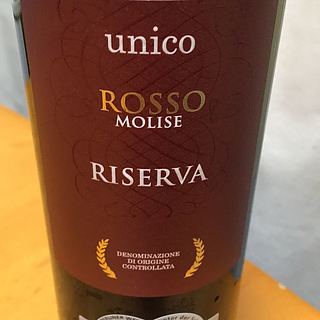 unico
ROSSO
MOLISE
RISERVA
DENOMINAZIONE
DI ORIGINE
CONTROLLATA